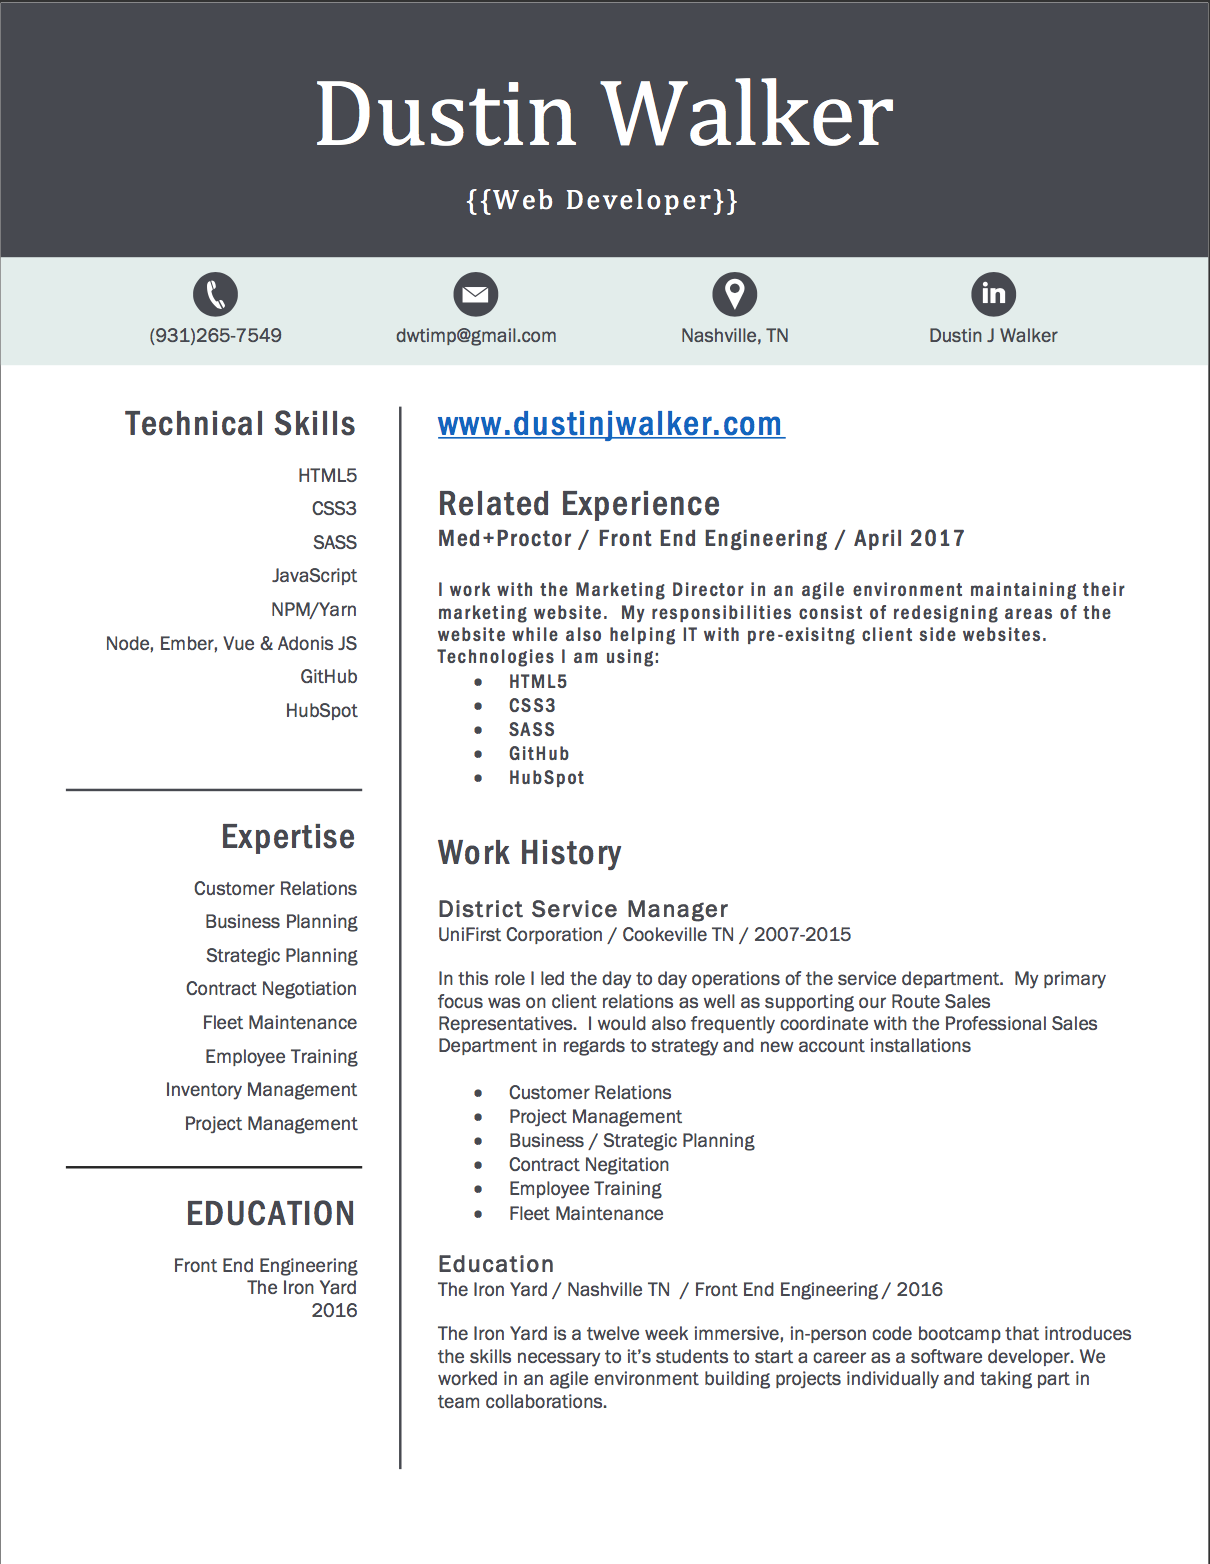 Dustin Walker
{{Web Developer}}
(931)265-7549
dwtimp@gmail.com
Nashville, TN
in
Dustin J Walker
Technical Skills
HTML5
CSS3
SASS
JavaScript
NPM/Yarn
Node, Ember, Vue & Adonis JS
GitHub
HubSpot
Expertise
Customer Relations
Business Planning
Strategic Planning
Contract Negotiation
Fleet Maintenance
Employee Training
Inventory Management
Project Management
EDUCATION
Front End Engineering
The Iron Yard
2016
www.dustinjwalker.com
Related Experience
Med+Proctor / Front End Engineering / April 2017
I work with the Marketing Director in an agile environment maintaining their
marketing website.  My responsibilities consist of redesigning areas of the
website while also helping IT with pre-exisitng client side websites.
Technologies I am using:
• HTML5
• CSS3
• SASS
• GitHub
• HubSpot
Work History
District Service Manager
UniFirst Corporation / Cookeville TN / 2007-2015
In this role I led the day to day operations of the service department.  My primary
focus was on client relations as well as supporting our Route Sales
Representatives.  I would also frequently coordinate with the Professional Sales
Department in regards to strategy and new account installations
• Customer Relations
• Project Management
• Business / Strategic Planning
• Contract Negitation
• Employee Training
• Fleet Maintenance
Education
The Iron Yard / Nashville TN  / Front End Engineering / 2016
The Iron Yard is a twelve week immersive, in-person code bootcamp that introduces
the skills necessary to it’s students to start a career as a software developer. We
worked in an agile environment building projects individually and taking part in
team collaborations.